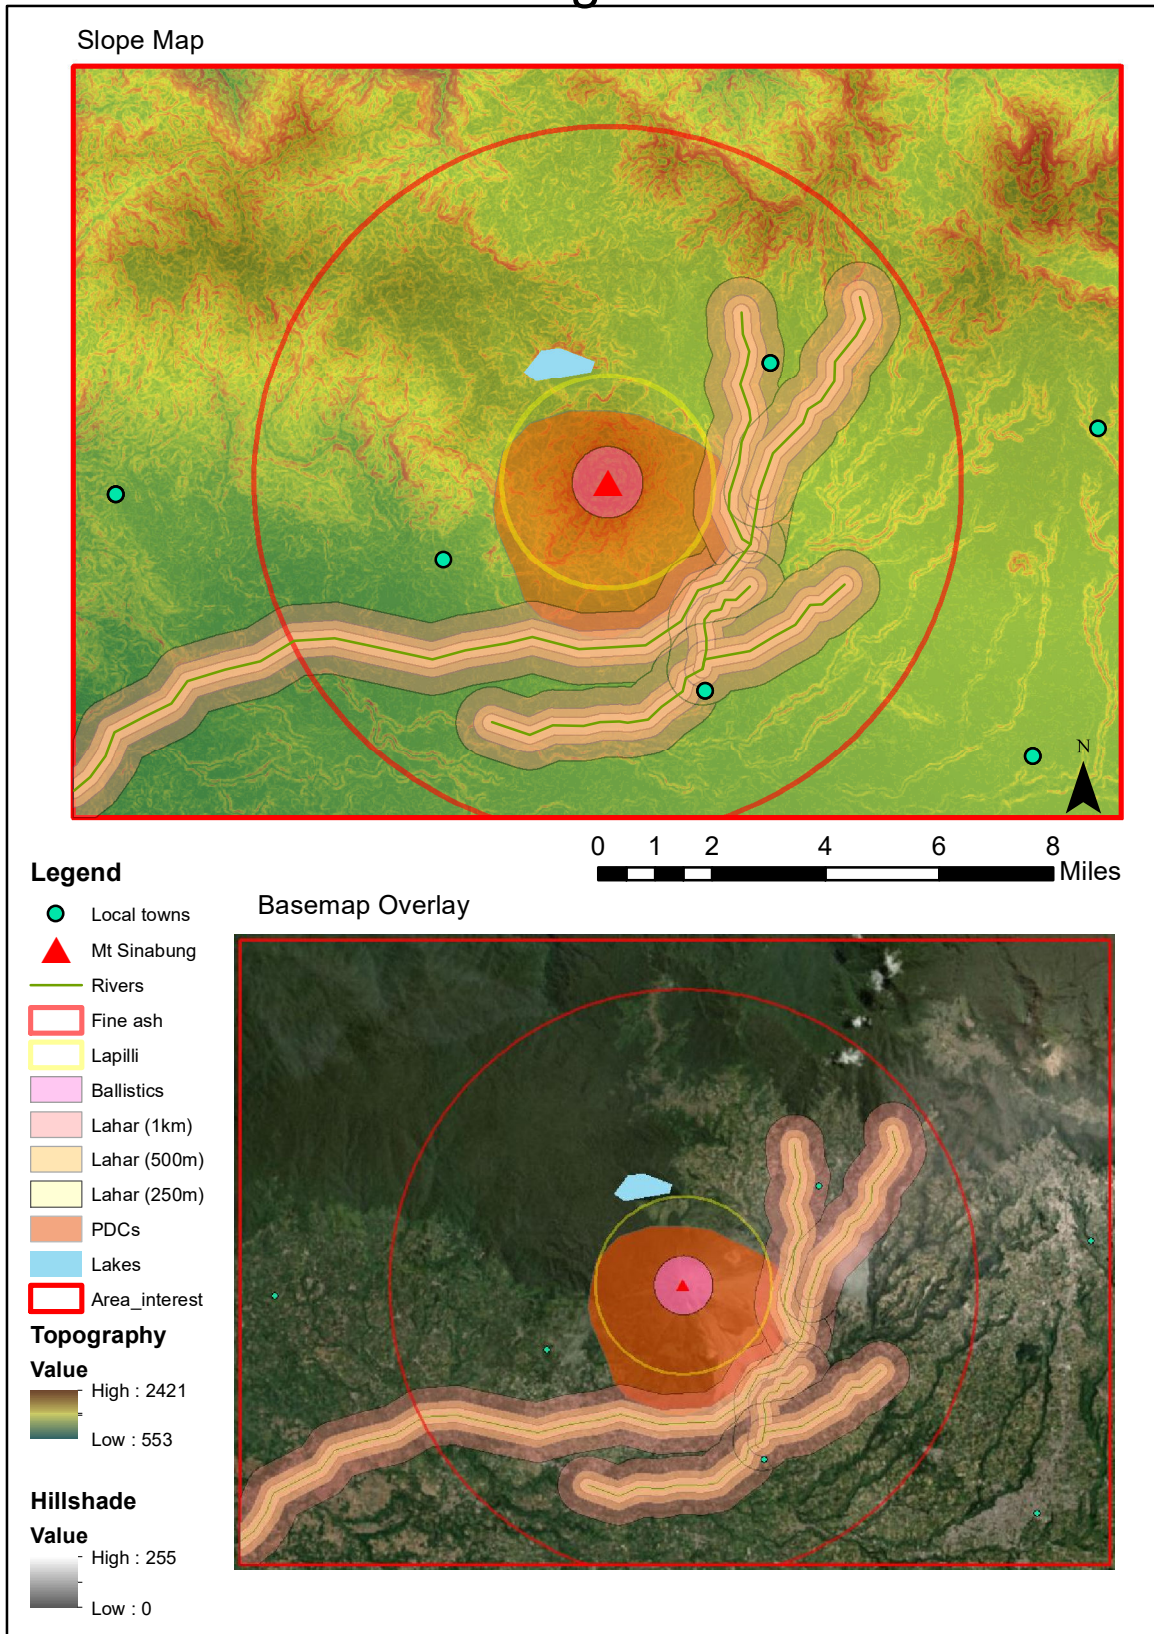 Slope Map
N
0 1 2 4 6 8
Miles
Legend
Local towns
Mt Sinabung
Rivers
Fine ash
Lapilli
Ballistics
Lahar (1km)
Lahar (500m)
Lahar (250m)
PDCs
Lakes
Area_interest
Topography
Value
High : 2421
Low : 553
Hillshade
Value
High : 255
Low : 0
Basemap Overlay